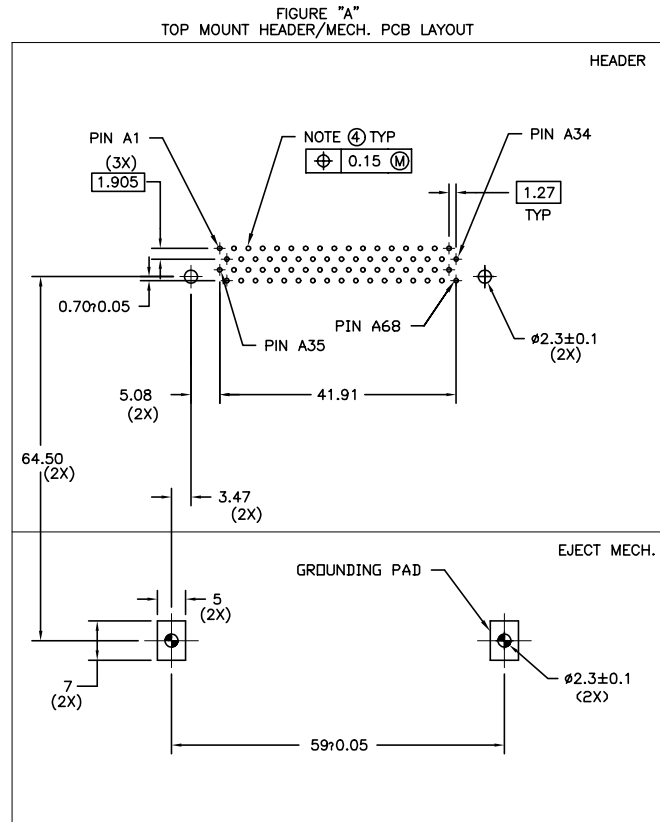 FIGURE "A"
TOP MOUNT HEADER/MECH. PCB LAYOUT
HEADER
PIN A1
NOTE ④ TYP
PIN A34
(3X)
⌖ 0.15 Ⓜ
1.905
1.27
TYP
0.70?0.05
PIN A68
PIN A35
ø2.3±0.1
(2X)
5.08
(2X)
41.91
64.50
(2X)
3.47
(2X)
EJECT MECH.
GROUNDING PAD
5
(2X)
ø2.3±0.1
(2X)
7
(2X)
59?0.05